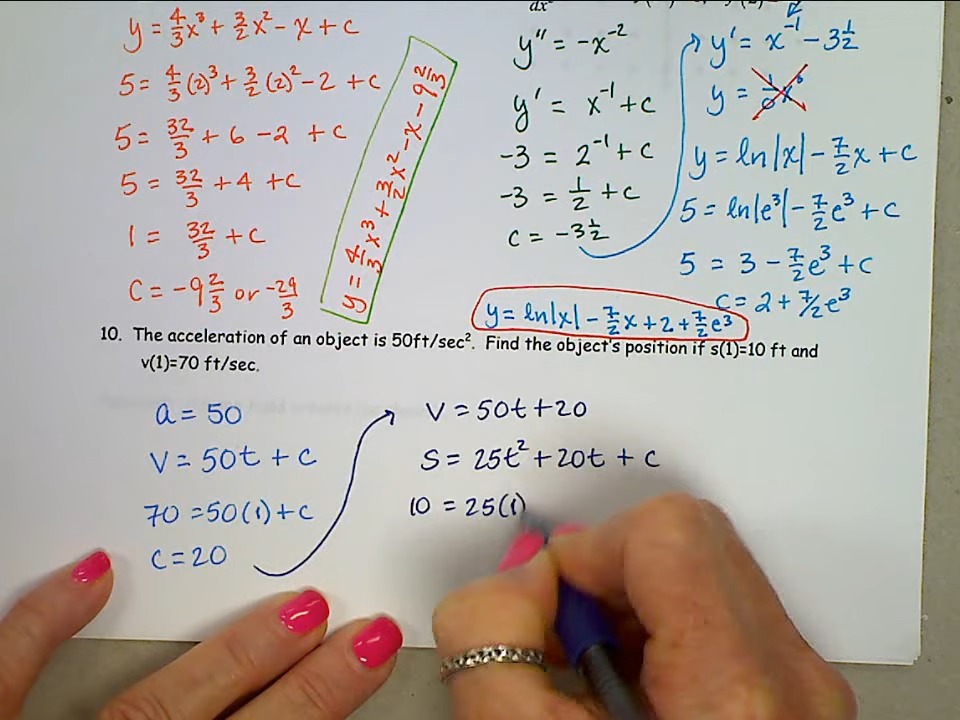 y = 4/3x³ + 3/2x² - x + c
5 = 4/3(2)³ + 3/2(2)² - 2 + c
5 = 32/3 + 6 - 2 + c
5 = 32/3 + 4 + c
1 = 32/3 + c
C = -9 2/3 or -29/3
y = 4/3x³ + 3/2x² - x - 9 2/3
dx
y'' = -x⁻²
y' = x⁻¹ + c
-3 = 2⁻¹ + c
-3 = 1/2 + c
c = -3 1/2
y' = x⁻¹ - 3 1/2
y = 1/0 x⁰
y = ln|x| - 7/2x + c
5 = ln|e³| - 7/2e³ + c
5 = 3 - 7/2e³ + c
c = 2 + 7/2e³
y = ln|x| - 7/2x + 2 + 7/2e³
10. The acceleration of an object is 50ft/sec². Find the object's position if s(1)=10 ft and
v(1)=70 ft/sec.
a = 50
V = 50t + c
70 = 50(1) + c
c = 20
V = 50t + 20
S = 25t² + 20t + c
10 = 25(1)